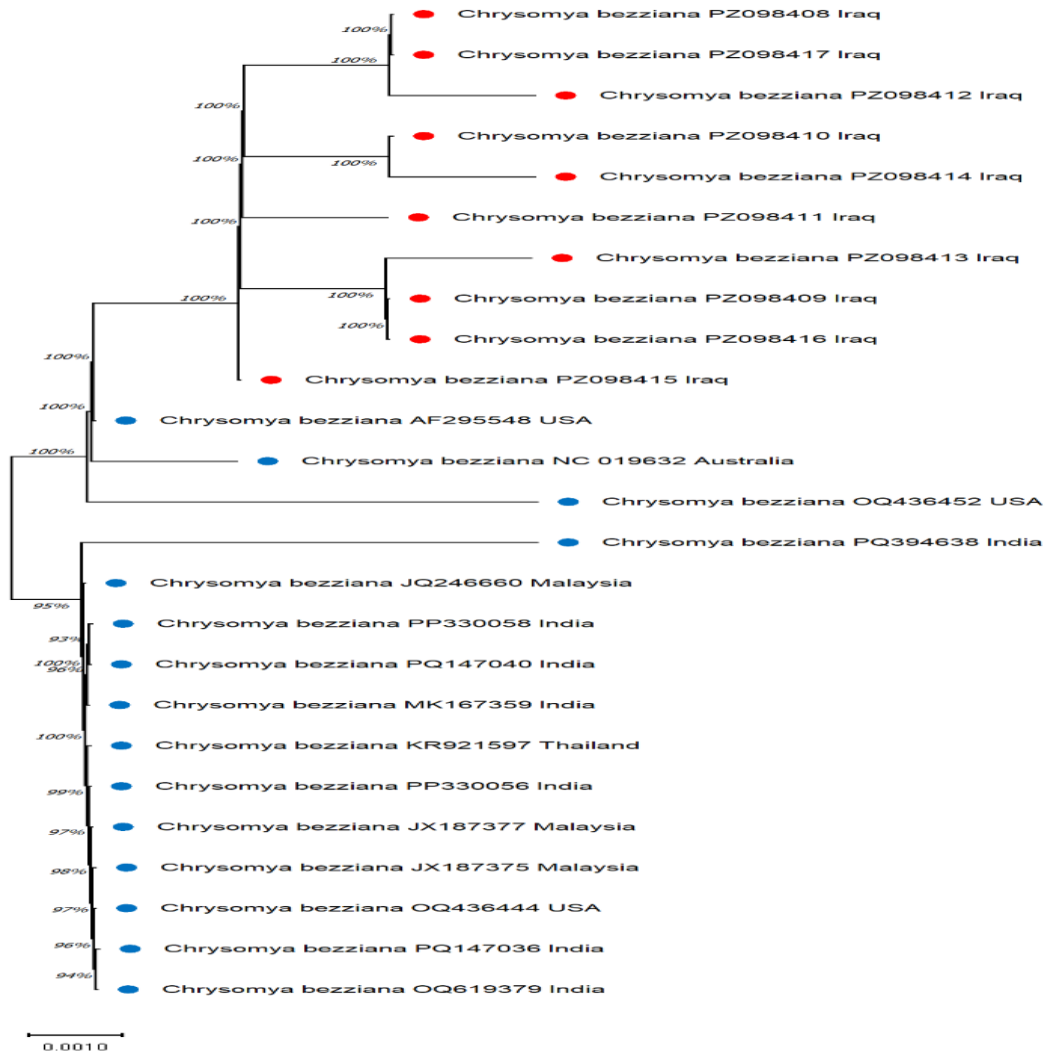 Chrysomya bezziana PZ098408 Iraq
100%
Chrysomya bezziana PZ098417 Iraq
100%
Chrysomya bezziana PZ098412 Iraq
100%
Chrysomya bezziana PZ098410 Iraq
100%
100%
Chrysomya bezziana PZ098414 Iraq
Chrysomya bezziana PZ098411 Iraq
100%
Chrysomya bezziana PZ098413 Iraq
100%
100%
Chrysomya bezziana PZ098409 Iraq
100%
Chrysomya bezziana PZ098416 Iraq
100%
Chrysomya bezziana PZ098415 Iraq
100%
Chrysomya bezziana AF295548 USA
100%
Chrysomya bezziana NC 019632 Australia
Chrysomya bezziana OQ436452 USA
Chrysomya bezziana PQ394638 India
Chrysomya bezziana JQ246660 Malaysia
95%
Chrysomya bezziana PP330058 India
93%
100%
Chrysomya bezziana PQ147040 India
96%
Chrysomya bezziana MK167359 India
100%
Chrysomya bezziana KR921597 Thailand
Chrysomya bezziana PP330056 India
99%
Chrysomya bezziana JX187377 Malaysia
97%
Chrysomya bezziana JX187375 Malaysia
98%
Chrysomya bezziana OQ436444 USA
97%
Chrysomya bezziana PQ147036 India
96%
94%
Chrysomya bezziana OQ619379 India
0.0010